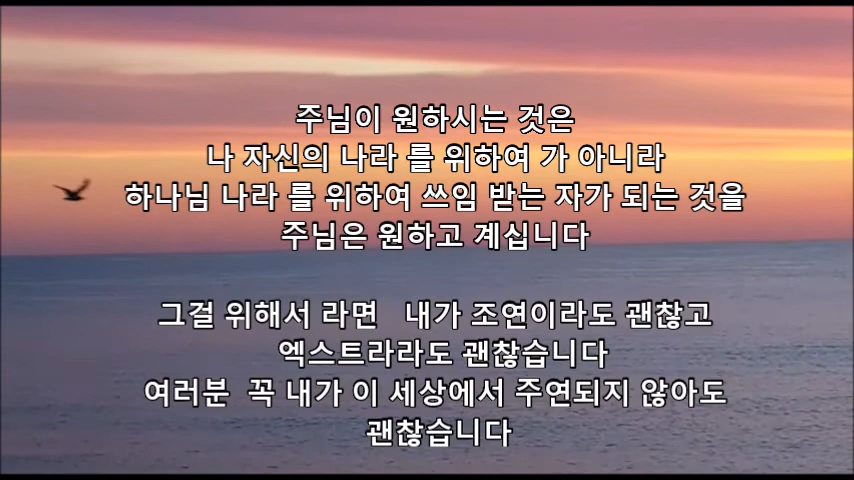 주님이 원하시는 것은
나 자신의 나라 를 위하여 가 아니라
하나님 나라 를 위하여 쓰임 받는 자가 되는 것을
주님은 원하고 계십니다
그걸 위해서 라면 내가 조연이라도 괜찮고
엑스트라라도 괜찮습니다
여러분 꼭 내가 이 세상에서 주연되지 않아도
괜찮습니다